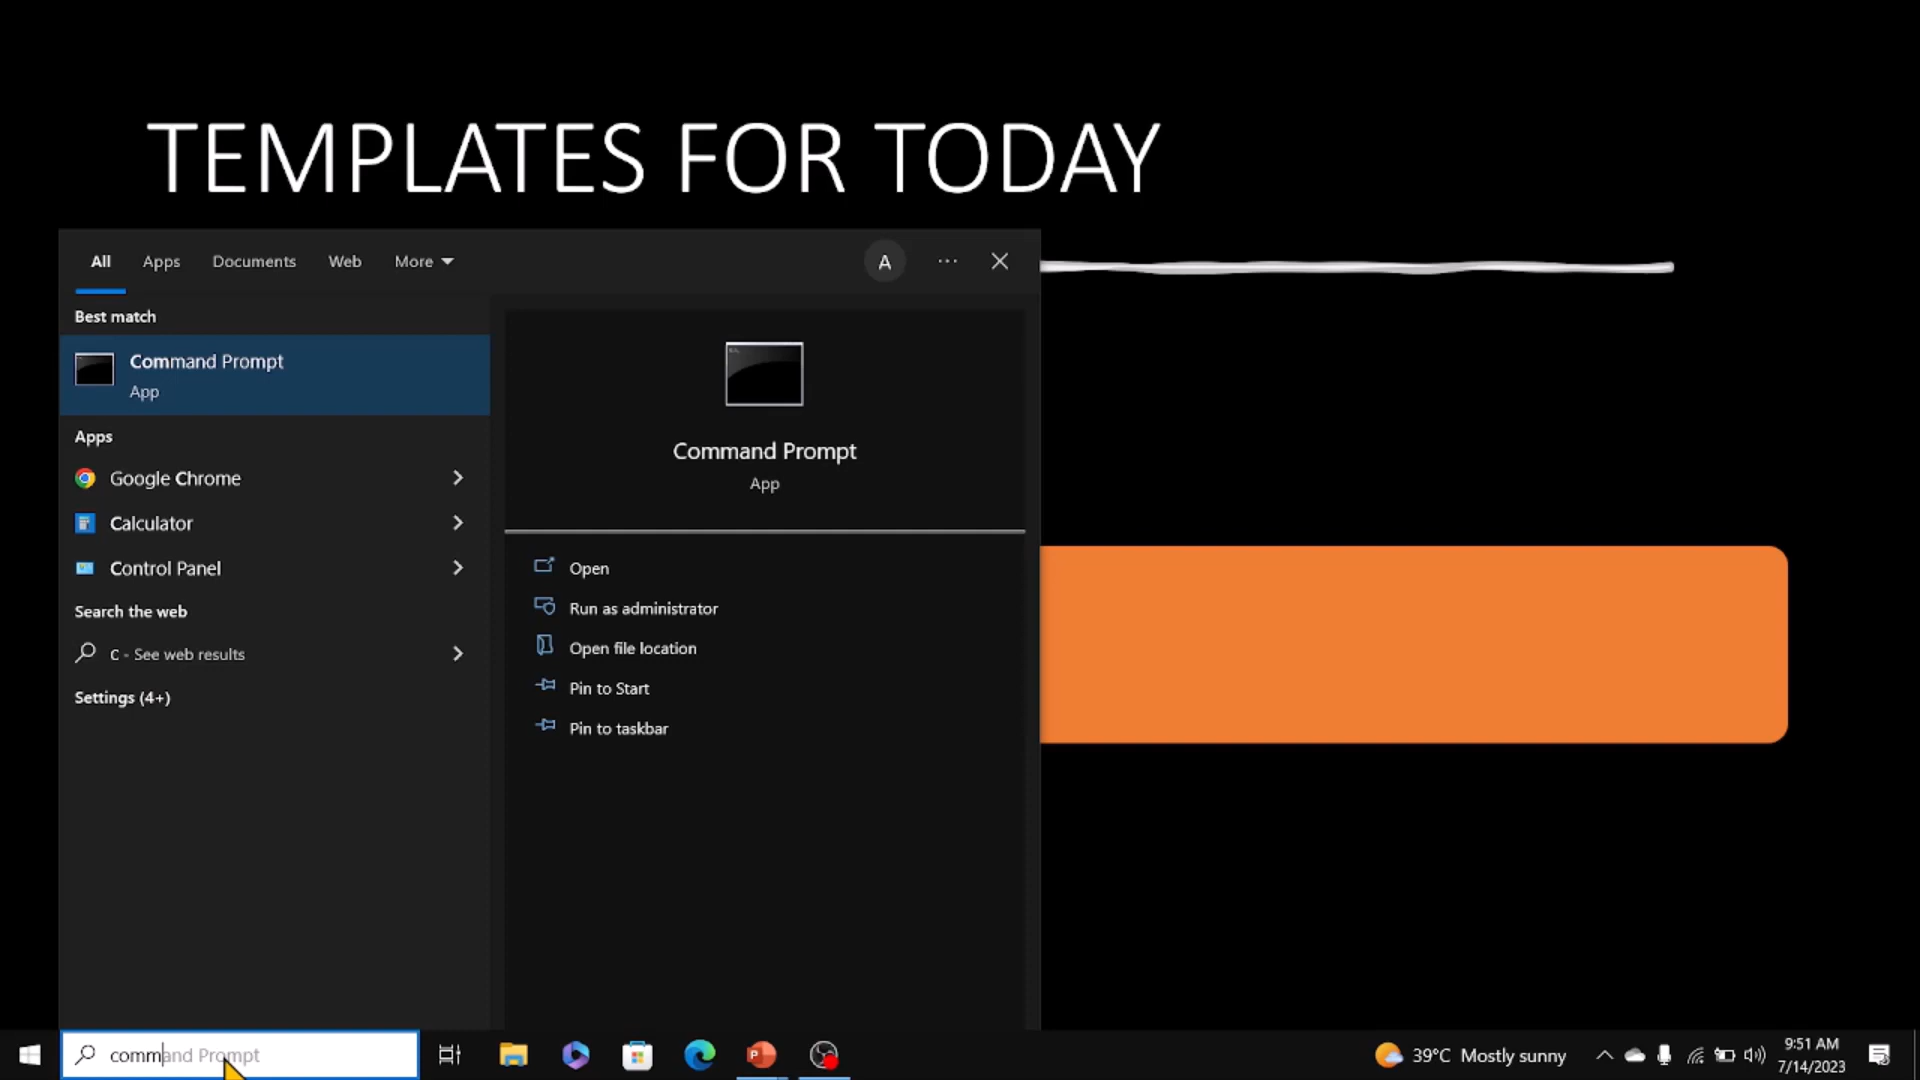 TEMPLATES FOR TODAY
All Apps Documents Web More A
Best match
Command Prompt
App
Apps
Google Chrome
Calculator
Control Panel
Search the web
c - See web results
Settings (4+)
Command Prompt
App
Open
Run as administrator
Open file location
Pin to Start
Pin to taskbar
command Prompt
39°C Mostly sunny
9:51 AM
7/14/2023